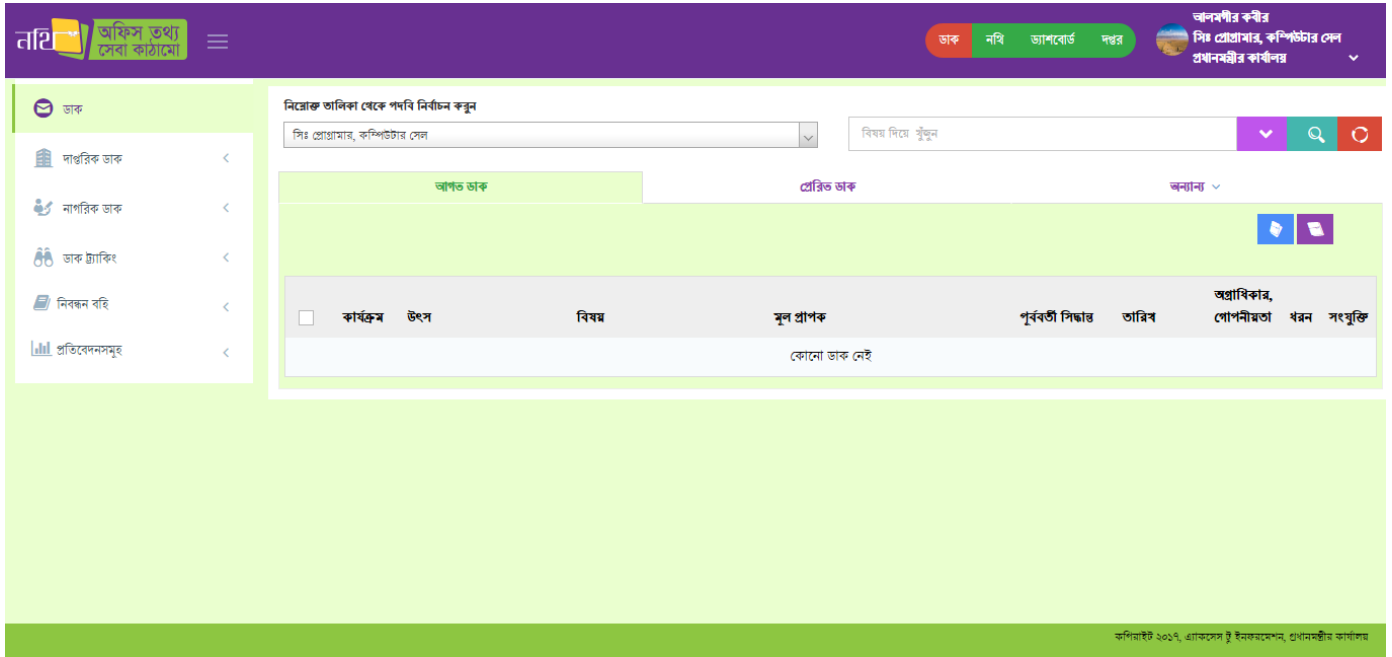 নথি অফিস তথ্য
সেবা কাঠামো
ডাক নথি ড্যাশবোর্ড দপ্তর
আলমগীর কবীর
সিঃ প্রোগ্রামার, কম্পিউটার সেল
প্রধানমন্ত্রীর কার্যালয়
ডাক
দাপ্তরিক ডাক
নাগরিক ডাক
ডাক ট্র্যাকিং
নিবন্ধন বহি
প্রতিবেদনসমূহ
নিম্নোক্ত তালিকা থেকে পদবি নির্বাচন করুন
সিঃ প্রোগ্রামার, কম্পিউটার সেল
বিষয় দিয়ে খুঁজুন
আগত ডাক প্রেরিত ডাক অন্যান্য
কার্যক্রম উৎস বিষয় মূল প্রাপক পূর্ববর্তী সিদ্ধান্ত তারিখ অগ্রাধিকার, গোপনীয়তা ধরন সংযুক্তি
কোনো ডাক নেই
কপিরাইট ২০১৭, এ্যাকসেস টু ইনফরমেশন, প্রধানমন্ত্রীর কার্যালয়